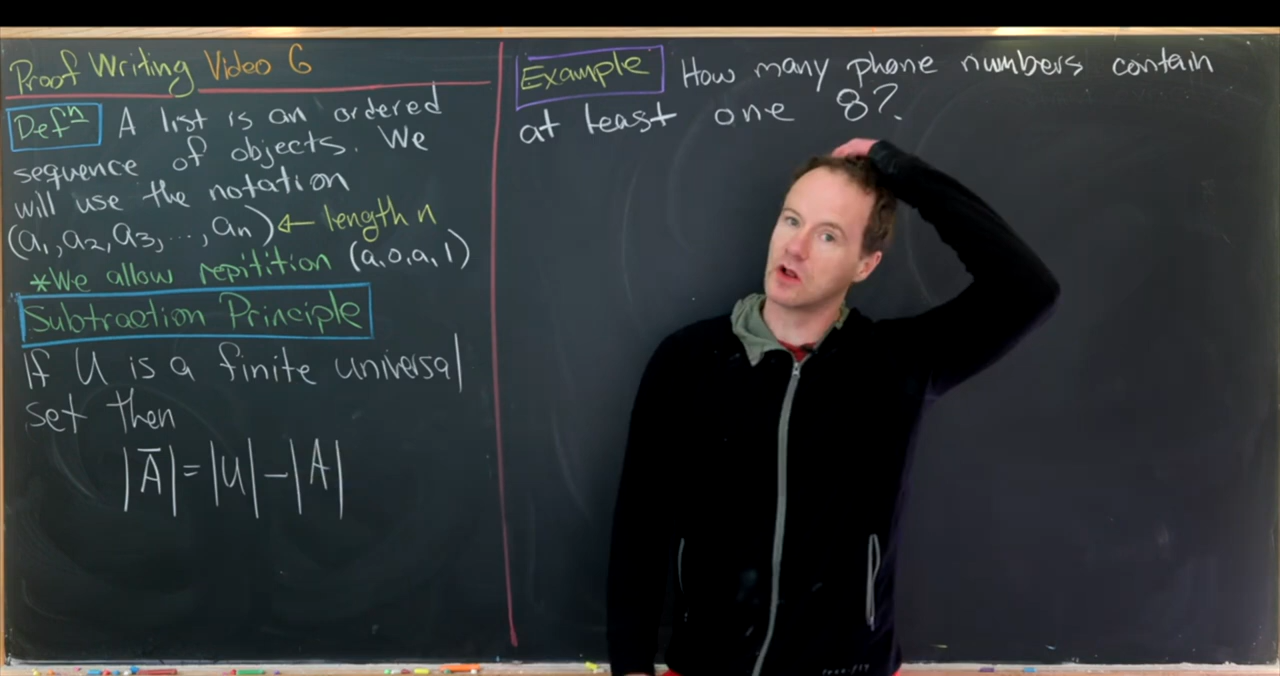 Proof Writing Video 6
Defⁿ A list is an ordered
sequence of objects. We
will use the notation
(a₁, a₂, a₃, ..., aₙ) ← length n
*We allow repitition (a, 0, a, 1)
Subtraction Principle
If U is a finite universal
set then
|A̅| = |U| - |A|
Example How many phone numbers contain
at least one 8?